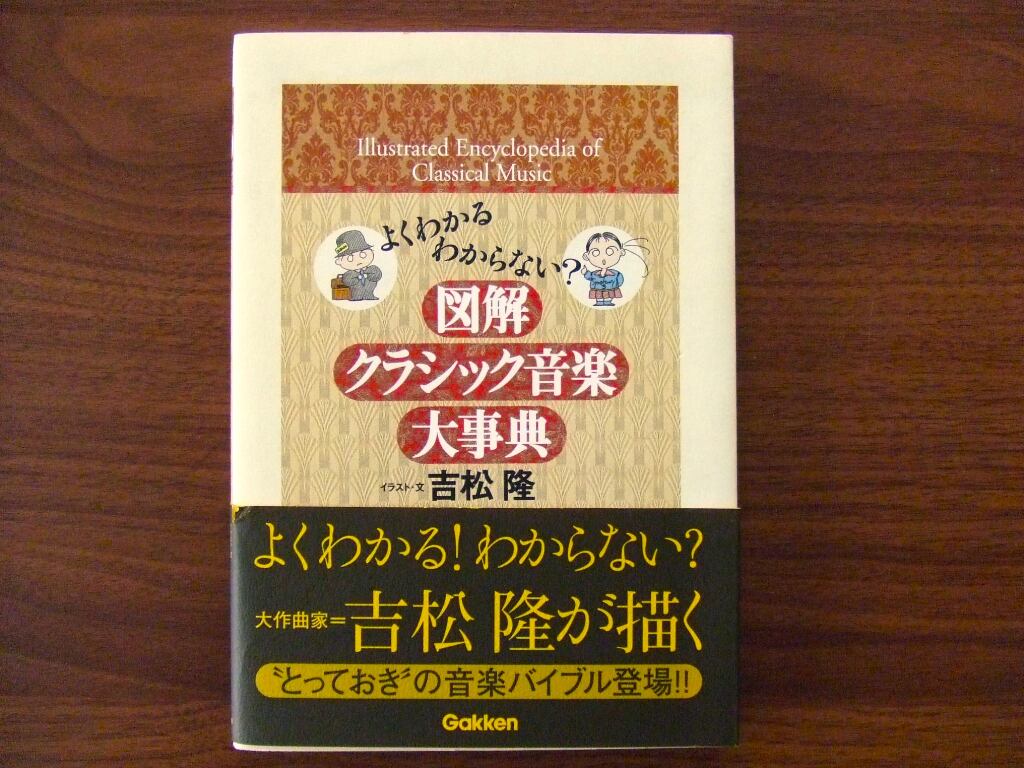 Illustrated Encyclopedia of
Classical Music
よくわかる
わからない?
図解
クラシック音楽
大事典
イラスト・文 吉松 隆
よくわかる!わからない?
大作曲家=吉松 隆が描く
〝とっておき〞の音楽バイブル登場!!
Gakken